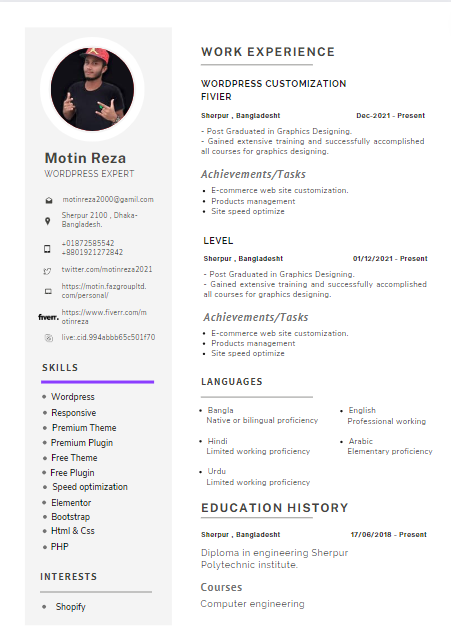 Motin Reza
WORDPRESS EXPERT
motinreza2000@gamil.com
Sherpur 2100 , Dhaka-
Bangladesh.
+01872585542
+8801921272842
twitter.com/motinreza2021
https://motin.fazgroupltd.
com/personal/
fiverr.
https://www.fiverr.com/m
otinreza
live:.cid.994abbb65c501f70
SKILLS
Wordpress
Responsive
Premium Theme
Premium Plugin
Free Theme
Free Plugin
Speed optimization
Elementor
Bootstrap
Html & Css
PHP
INTERESTS
Shopify
WORK EXPERIENCE
WORDPRESS CUSTOMIZATION
FIVIER
Sherpur , Bangladesht Dec-2021 - Present
- Post Graduated in Graphics Designing.
- Gained extensive training and successfully accomplished
all courses for graphics designing.
Achievements/Tasks
E-commerce web site customization.
Products management
Site speed optimize
LEVEL
Sherpur , Bangladesht 01/12/2021 - Present
- Post Graduated in Graphics Designing.
- Gained extensive training and successfully accomplished
all courses for graphics designing.
Achievements/Tasks
E-commerce web site customization.
Products management
Site speed optimize
LANGUAGES
Bangla
Native or bilingual proficiency
English
Professional working
Hindi
Limited working proficiency
Arabic
Elementary proficiency
Urdu
Limited working proficiency
EDUCATION HISTORY
Sherpur , Bangladesht 17/06/2018 - Present
Diploma in engineering Sherpur
Polytechnic institute.
Courses
Computer engineering